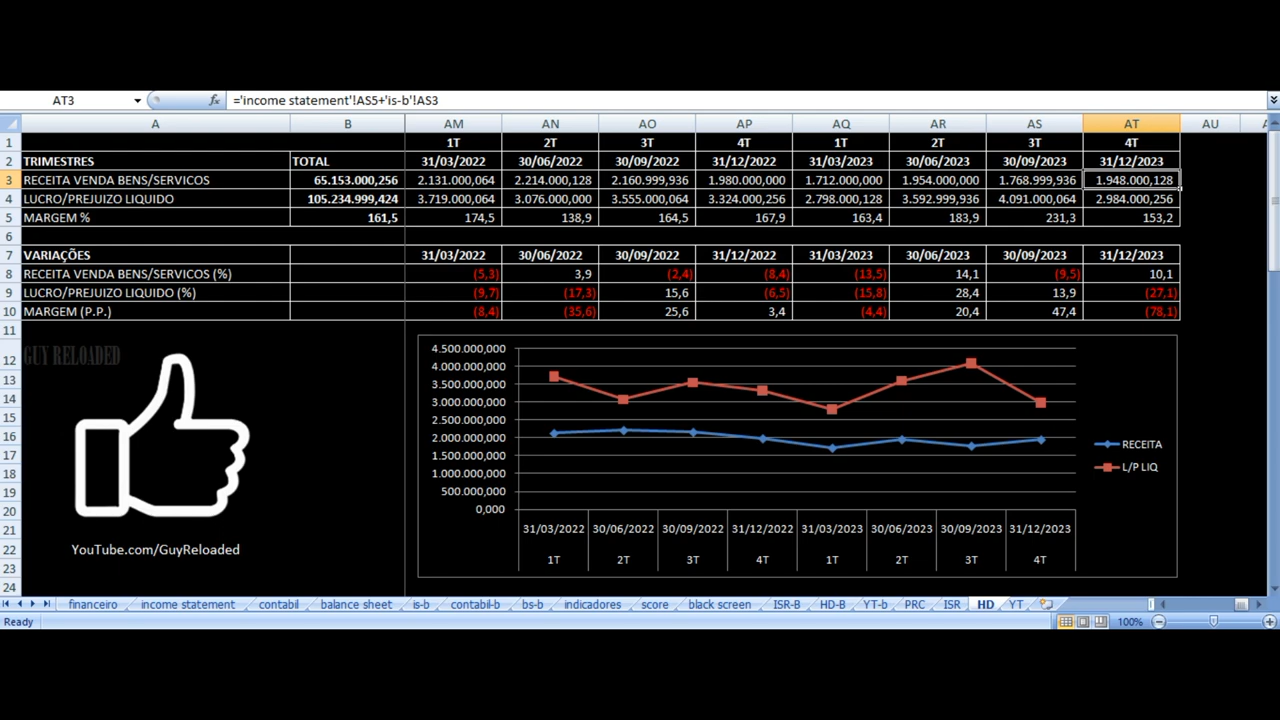 AT3 fx ='income statement'!AS5+'is-b'!AS3
A B AM AN AO AP AQ AR AS AT AU
1 1T 2T 3T 4T 1T 2T 3T 4T
2 TRIMESTRES TOTAL 31/03/2022 30/06/2022 30/09/2022 31/12/2022 31/03/2023 30/06/2023 30/09/2023 31/12/2023
3 RECEITA VENDA BENS/SERVICOS 65.153.000,256 2.131.000,064 2.214.000,128 2.160.999,936 1.980.000,000 1.712.000,000 1.954.000,000 1.768.999,936 1.948.000,128
4 LUCRO/PREJUIZO LIQUIDO 105.234.999,424 3.719.000,064 3.076.000,000 3.555.000,064 3.324.000,256 2.798.000,128 3.592.999,936 4.091.000,064 2.984.000,256
5 MARGEM % 161,5 174,5 138,9 164,5 167,9 163,4 183,9 231,3 153,2
6
7 VARIAÇÕES 31/03/2022 30/06/2022 30/09/2022 31/12/2022 31/03/2023 30/06/2023 30/09/2023 31/12/2023
8 RECEITA VENDA BENS/SERVICOS (%) (5,3) 3,9 (2,4) (8,4) (13,5) 14,1 (9,5) 10,1
9 LUCRO/PREJUIZO LIQUIDO (%) (9,7) (17,3) 15,6 (6,5) (15,8) 28,4 13,9 (27,1)
10 MARGEM (P.P.) (8,4) (35,6) 25,6 3,4 (4,4) 20,4 47,4 (78,1)
11
12 GUY RELOADED
13
14
15
16
17
18
19
20
21
22
23
24
YouTube.com/GuyReloaded
4.500.000,000
4.000.000,000
3.500.000,000
3.000.000,000
2.500.000,000
2.000.000,000
1.500.000,000
1.000.000,000
500.000,000
0,000
31/03/2022 30/06/2022 30/09/2022 31/12/2022 31/03/2023 30/06/2023 30/09/2023 31/12/2023
1T 2T 3T 4T 1T 2T 3T 4T
RECEITA
L/P LIQ
financeiro income statement contabil balance sheet is-b contabil-b bs-b indicadores score black screen ISR-B HD-B YT-b PRC ISR HD YT
Ready 100%